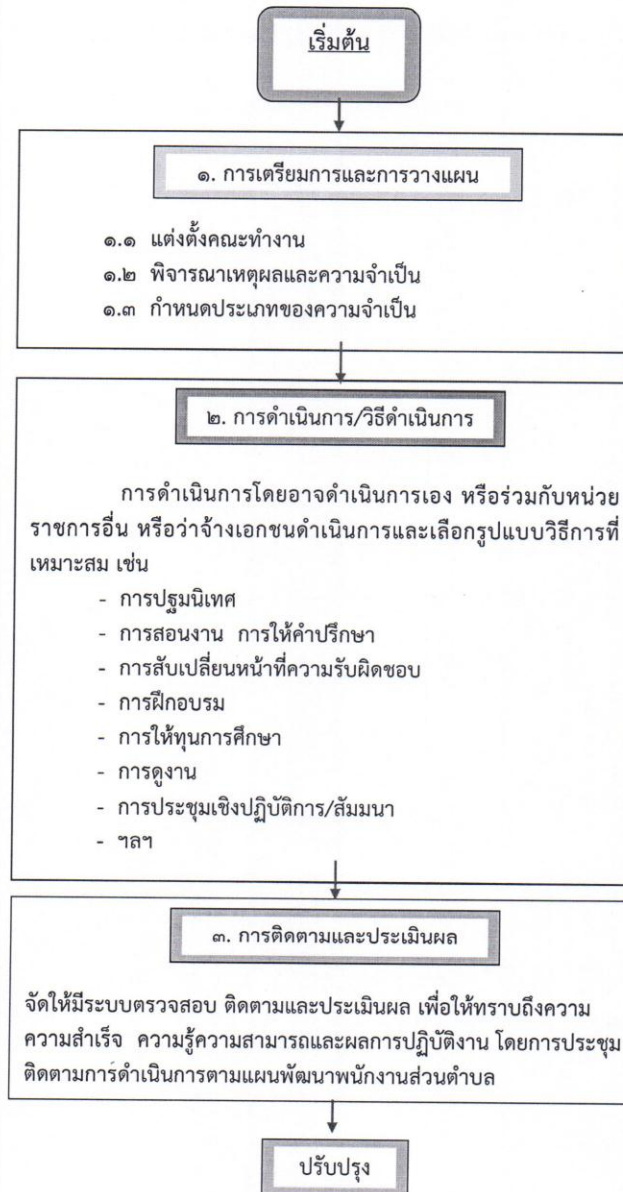 เริ่มต้น
๑. การเตรียมการและการวางแผน
๑.๑ แต่งตั้งคณะทำงาน
๑.๒ พิจารณาเหตุผลและความจำเป็น
๑.๓ กำหนดประเภทของความจำเป็น
๒. การดำเนินการ/วิธีดำเนินการ
การดำเนินการโดยอาจดำเนินการเอง หรือร่วมกับหน่วย
ราชการอื่น หรือว่าจ้างเอกชนดำเนินการและเลือกรูปแบบวิธีการที่
เหมาะสม เช่น
- การปฐมนิเทศ
- การสอนงาน การให้คำปรึกษา
- การสับเปลี่ยนหน้าที่ความรับผิดชอบ
- การฝึกอบรม
- การให้ทุนการศึกษา
- การดูงาน
- การประชุมเชิงปฏิบัติการ/สัมมนา
- ฯลฯ
๓. การติดตามและประเมินผล
จัดให้มีระบบตรวจสอบ ติดตามและประเมินผล เพื่อให้ทราบถึงความ
ความสำเร็จ ความรู้ความสามารถและผลการปฏิบัติงาน โดยการประชุม
ติดตามการดำเนินการตามแผนพัฒนาพนักงานส่วนตำบล
ปรับปรุง